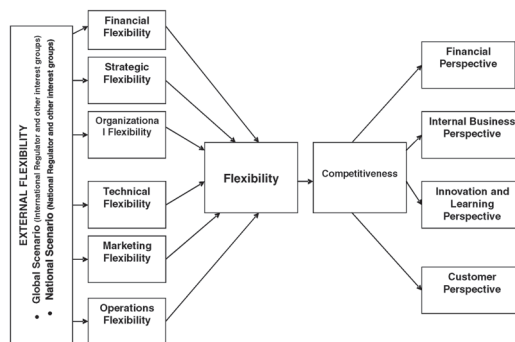 EXTERNAL FLEXIBILITY
• Global Scenario (International Regulator and other interest groups)
• National Scenario (National Regulator and other interest groups)
Financial
Flexibility
Strategic
Flexibility
Organizationa
l Flexibility
Technical
Flexibility
Marketing
Flexibility
Operations
Flexibility
Flexibility
Competitiveness
Financial
Perspective
Internal Business
Perspective
Innovation and
Learning
Perspective
Customer
Perspective